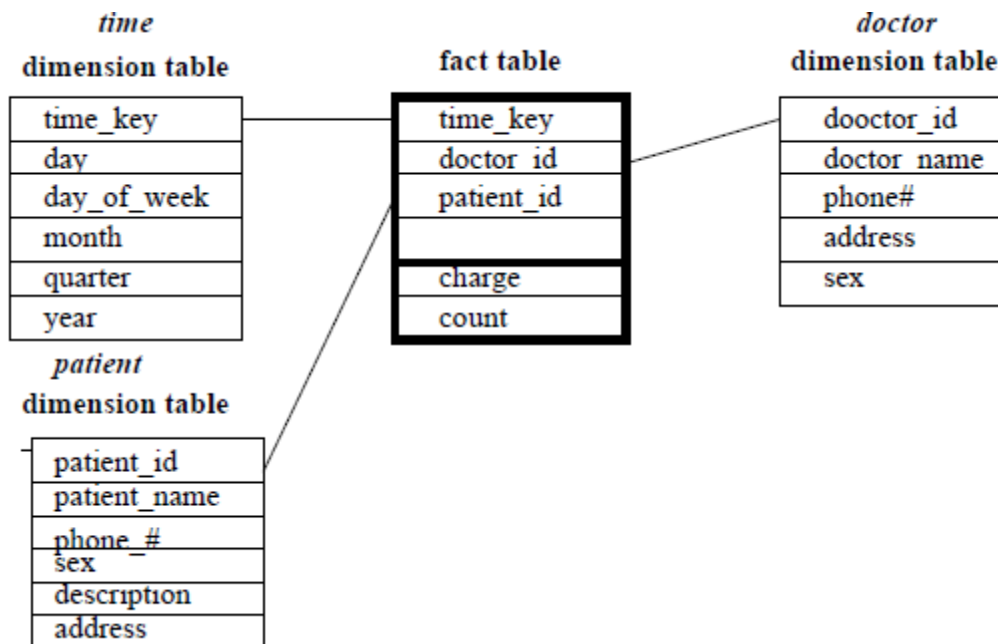 time
dimension table
time_key
day
day_of_week
month
quarter
year
fact table
time_key
doctor_id
patient_id
charge
count
doctor
dimension table
dooctor_id
doctor_name
phone#
address
sex
patient
dimension table
patient_id
patient_name
phone_#
sex
description
address